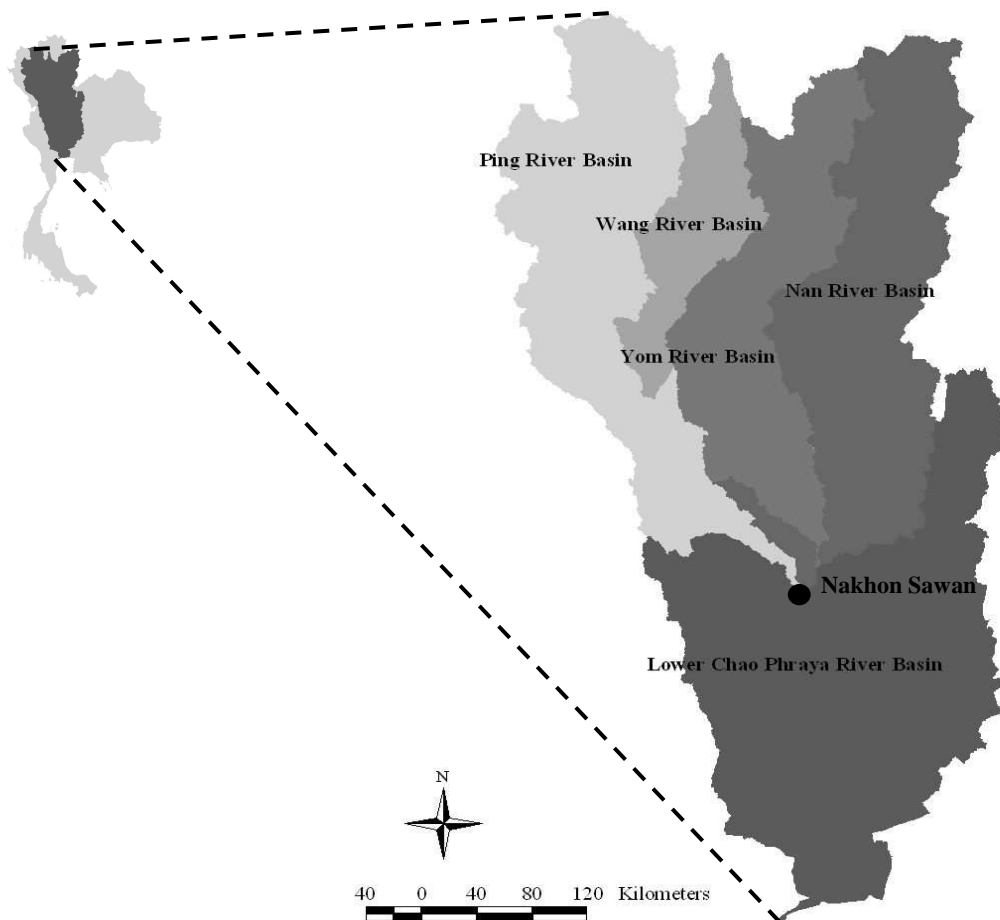 Ping River Basin
Wang River Basin
Nan River Basin
Yom River Basin
Nakhon Sawan
Lower Chao Phraya River Basin
N
40 0 40 80 120 Kilometers